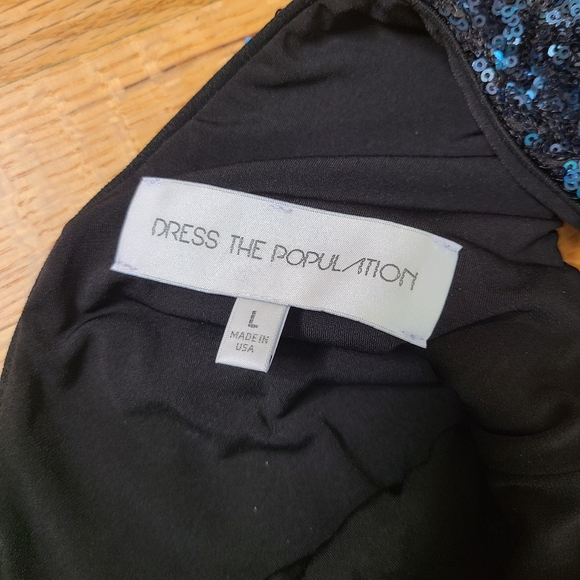 DRESS THE POPULATION
L
MADE IN
USA